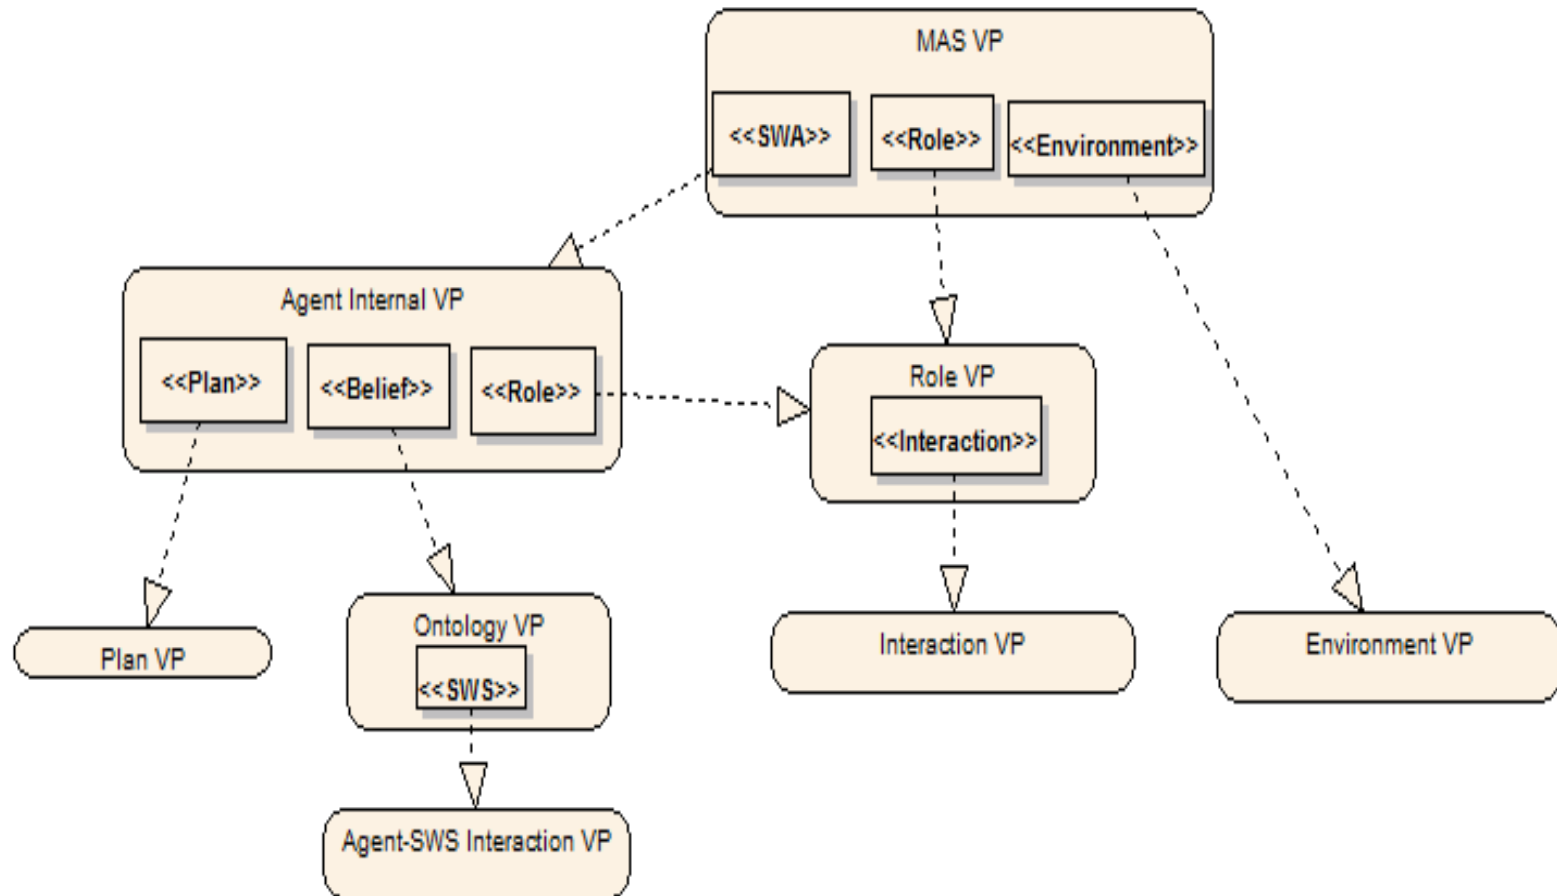 MAS VP
<<SWA>>
<<Role>>
<<Environment>>
Agent Internal VP
<<Plan>>
<<Belief>>
<<Role>>
Role VP
<<Interaction>>
Plan VP
Ontology VP
<<SWS>>
Interaction VP
Environment VP
Agent-SWS Interaction VP